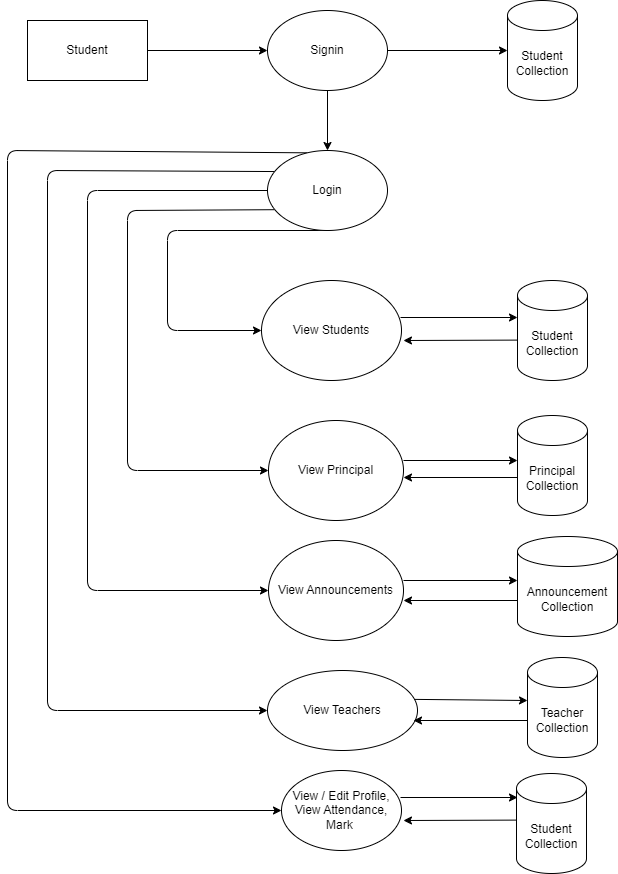 Student
Signin
Student
Collection
Login
View Students
Student
Collection
View Principal
Principal
Collection
View Announcements
Announcement
Collection
View Teachers
Teacher
Collection
View / Edit Profile,
View Attendance,
Mark
Student
Collection